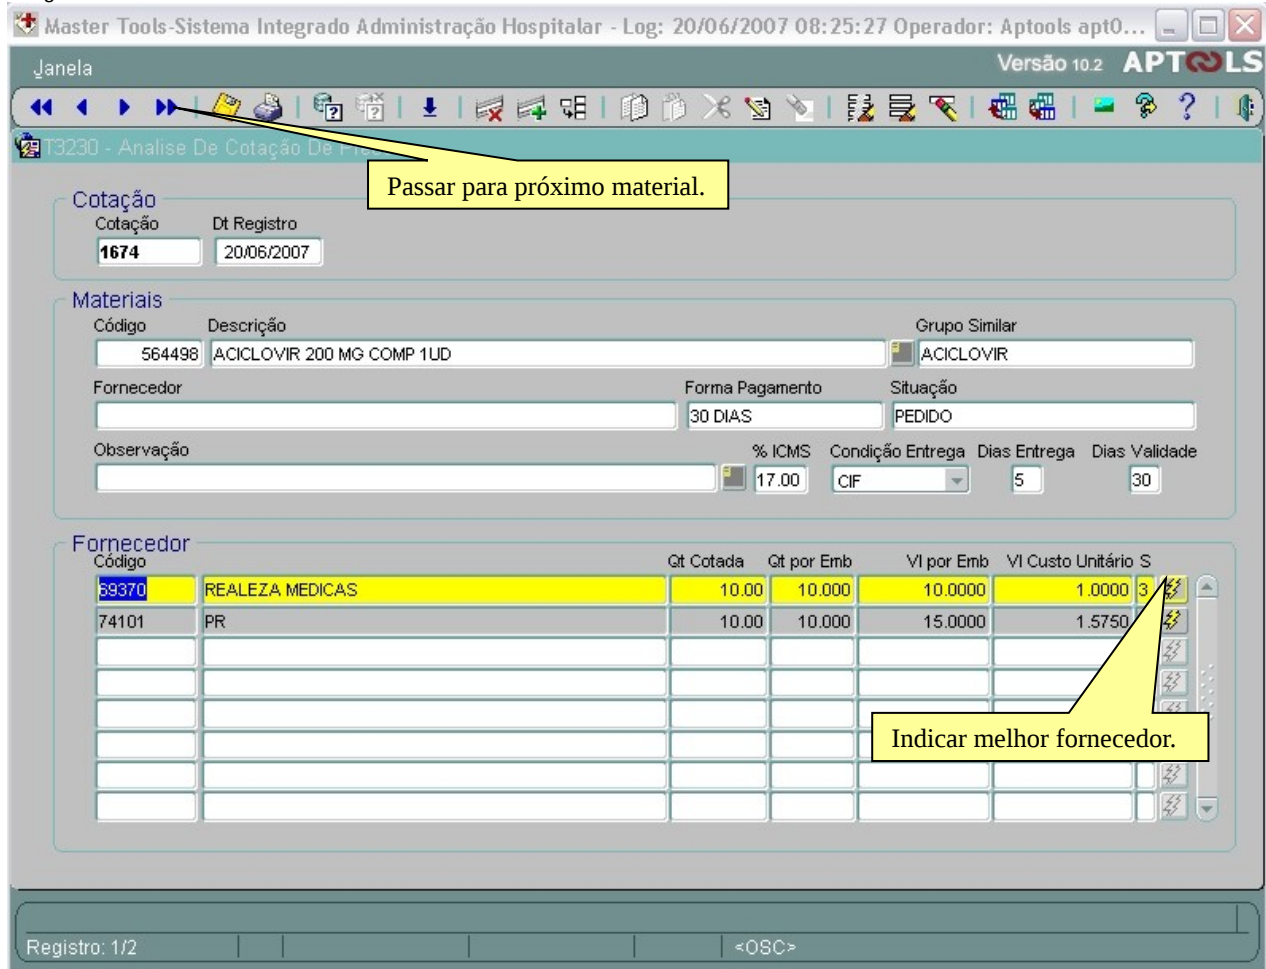 Master Tools-Sistema Integrado Administração Hospitalar - Log: 20/06/2007 08:25:27 Operador: Aptools apt0...
Janela
Versão 10.2 APTOOLS
T3230 - Analise De Cotação De
Passar para próximo material.
Cotação
Cotação Dt Registro
1674 20/06/2007
Materiais
Código Descrição Grupo Similar
564498 ACICLOVIR 200 MG COMP 1UD ACICLOVIR
Fornecedor Forma Pagamento Situação
30 DIAS PEDIDO
Observação % ICMS Condição Entrega Dias Entrega Dias Validade
17.00 CIF 5 30
Fornecedor
Código Qt Cotada Qt por Emb Vl por Emb Vl Custo Unitário S
69370 REALEZA MEDICAS 10.00 10.000 10.0000 1.0000 3
74101 PR 10.00 10.000 15.0000 1.5750
Indicar melhor fornecedor.
Registro: 1/2 <OSC>